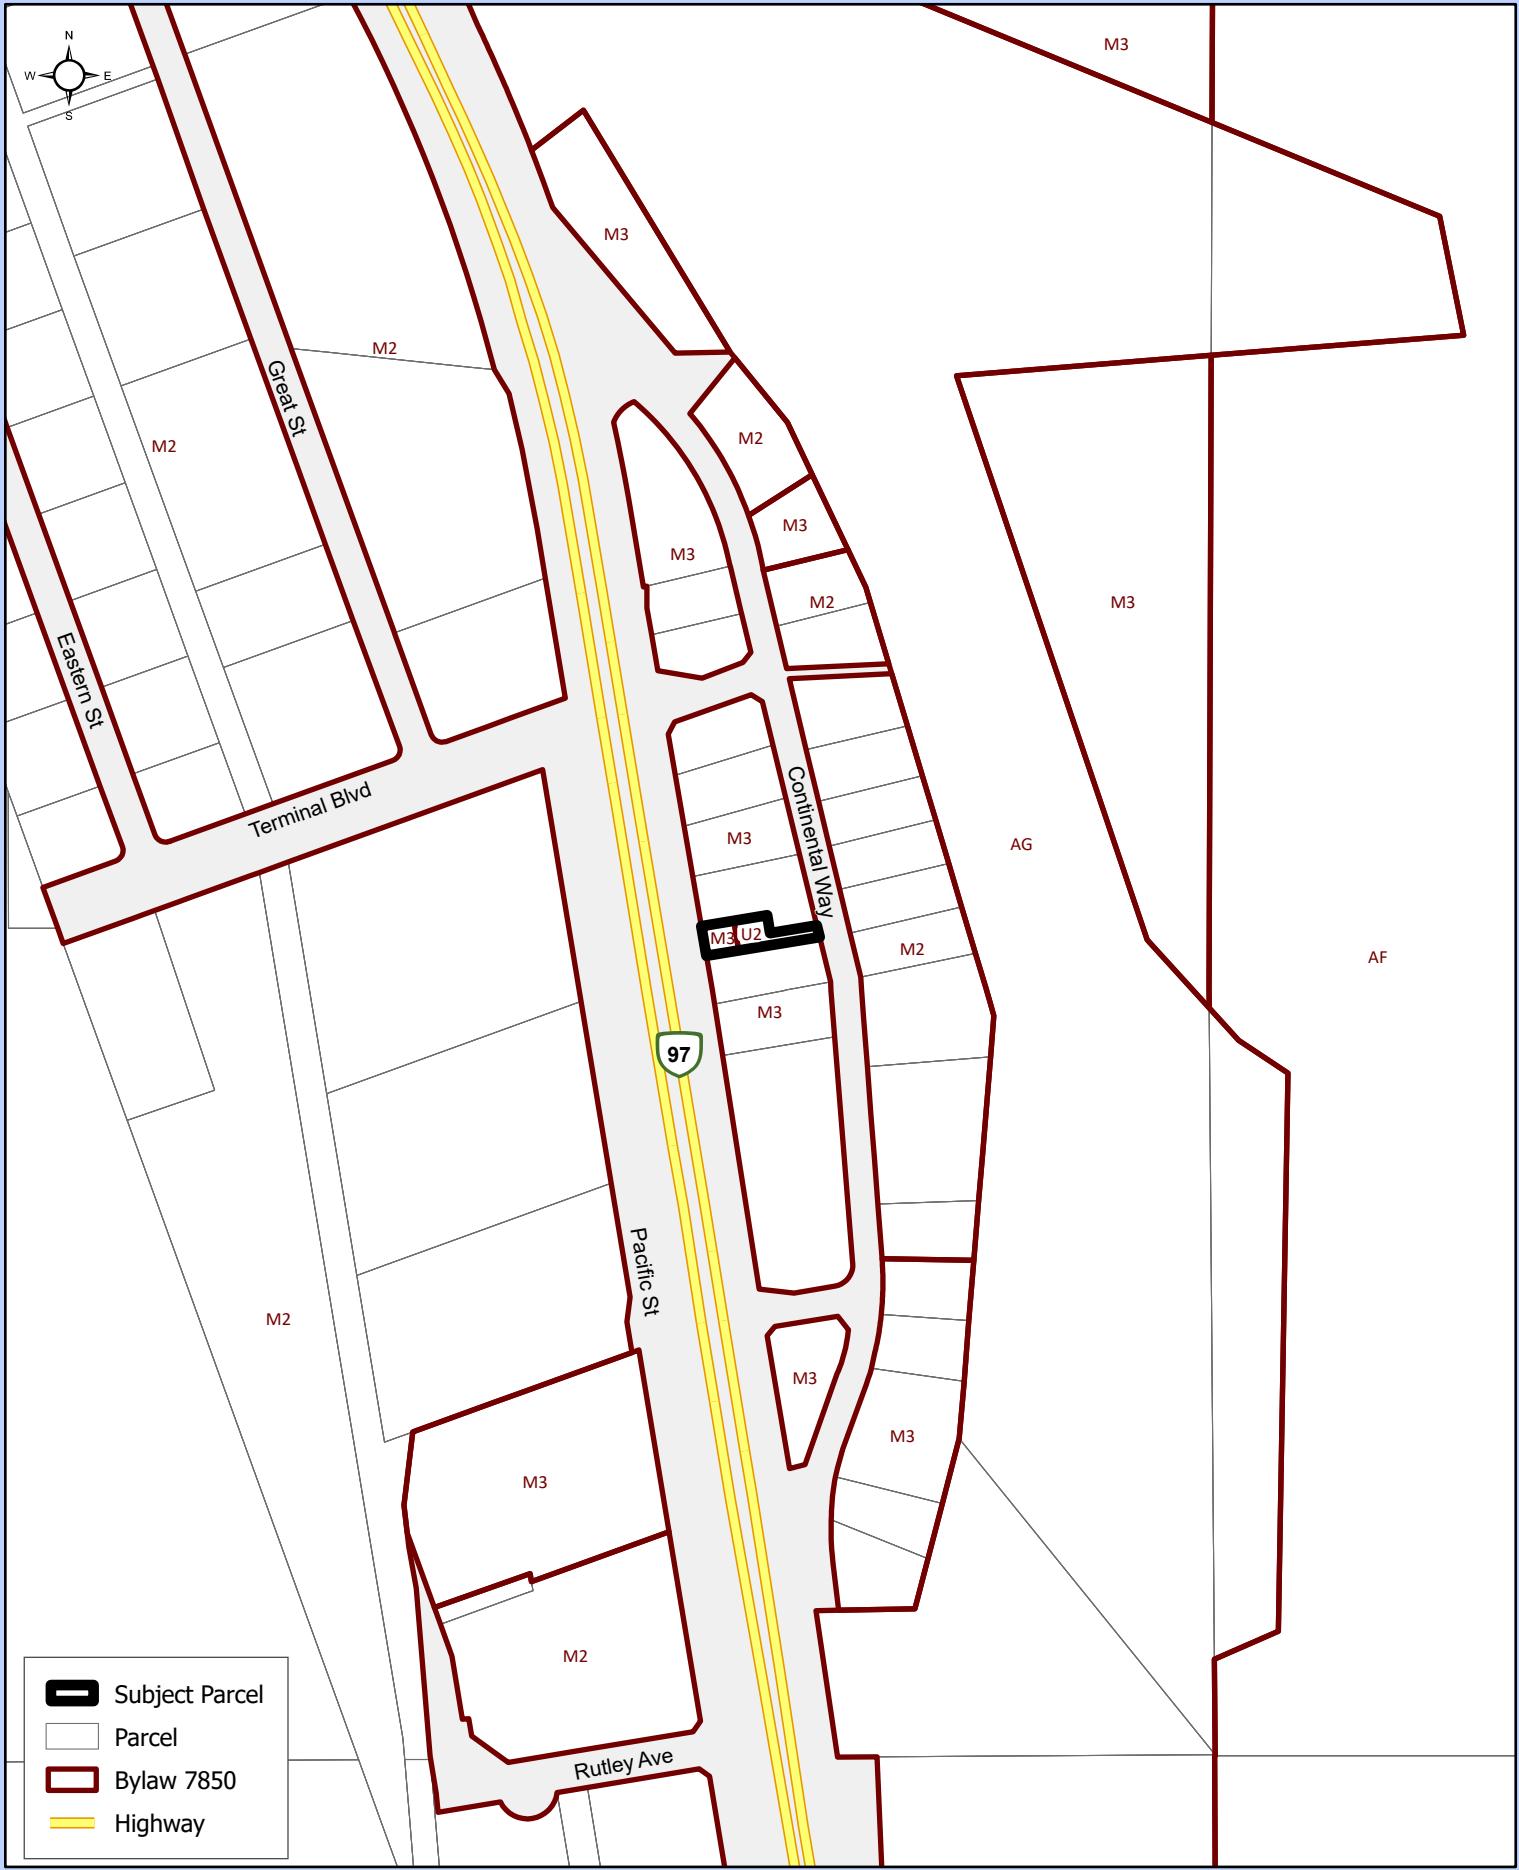 N
W E
S
M3
M3
M2
Great St
M2
M2
M3
M3
M2
M3
Eastern St
Terminal Blvd
Continental Way
M3
AG
M3 U2
M2
AF
M3
97
Pacific St
M2
M3
M3
M3
M2
Rutley Ave
Subject Parcel
Parcel
Bylaw 7850
Highway